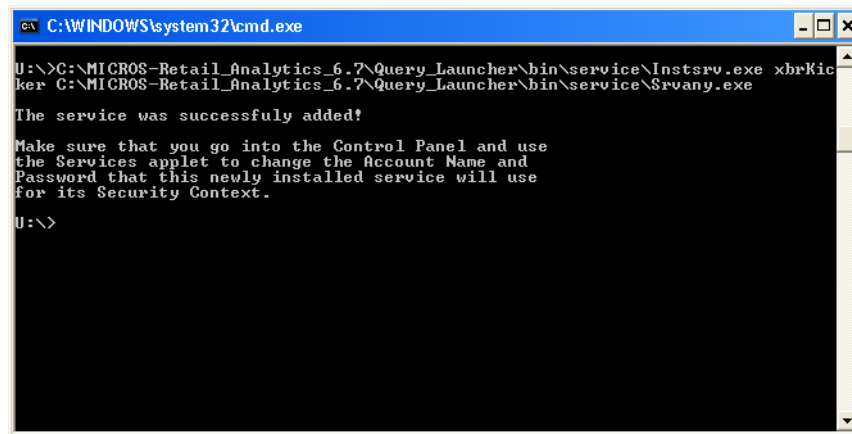 C:\WINDOWS\system32\cmd.exe
U:\>C:\MICROS-Retail_Analytics_6.7\Query_Launcher\bin\service\Instsrv.exe xbrKic
ker C:\MICROS-Retail_Analytics_6.7\Query_Launcher\bin\service\Srvany.exe
The service was successfuly added!
Make sure that you go into the Control Panel and use
the Services applet to change the Account Name and
Password that this newly installed service will use
for its Security Context.
U:\>